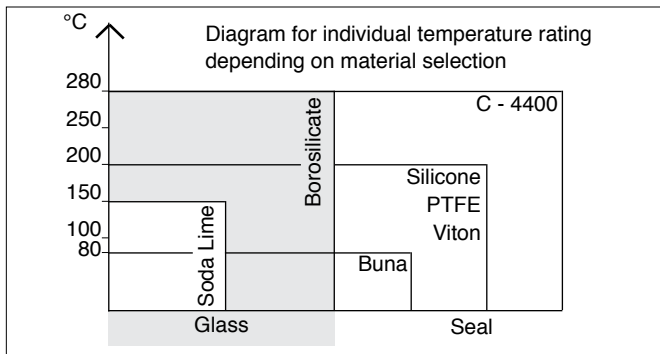 °C
Diagram for individual temperature rating
depending on material selection
280
250
200
150
100
80
Soda Lime
Borosilicate
C - 4400
Silicone
PTFE
Viton
Buna
Glass
Seal